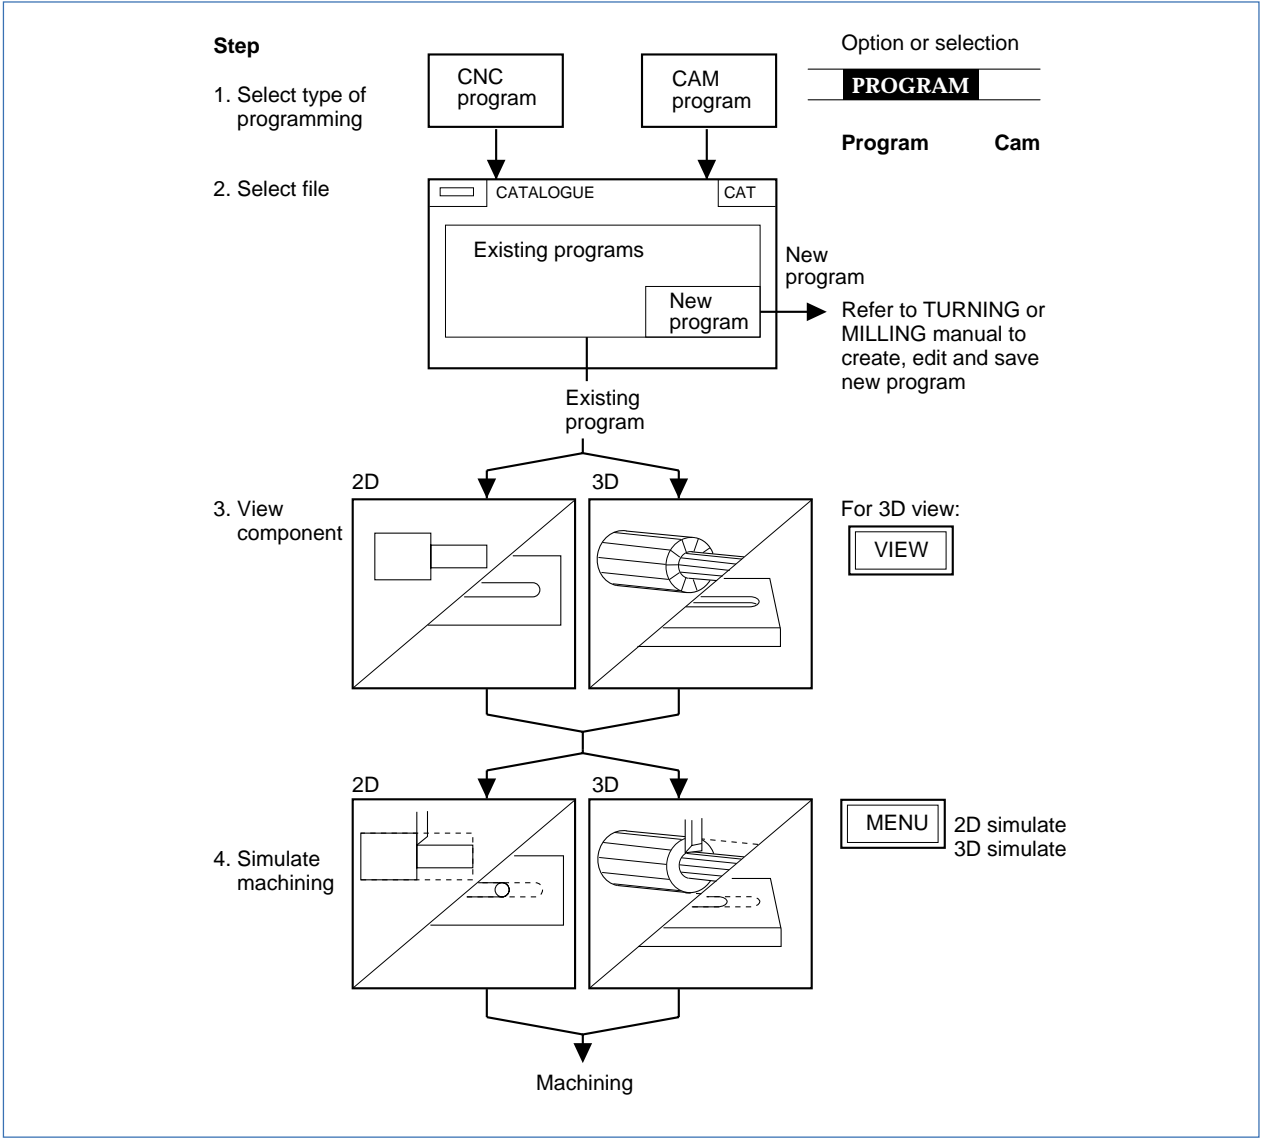 Step
Option or selection
1. Select type of
programming
CNC
program
CAM
program
PROGRAM
Program Cam
2. Select file
CATALOGUE CAT
Existing programs
New
program
New
program
Refer to TURNING or
MILLING manual to
create, edit and save
new program
Existing
program
2D
3D
3. View
component
For 3D view:
VIEW
2D
3D
4. Simulate
machining
MENU
2D simulate
3D simulate
Machining